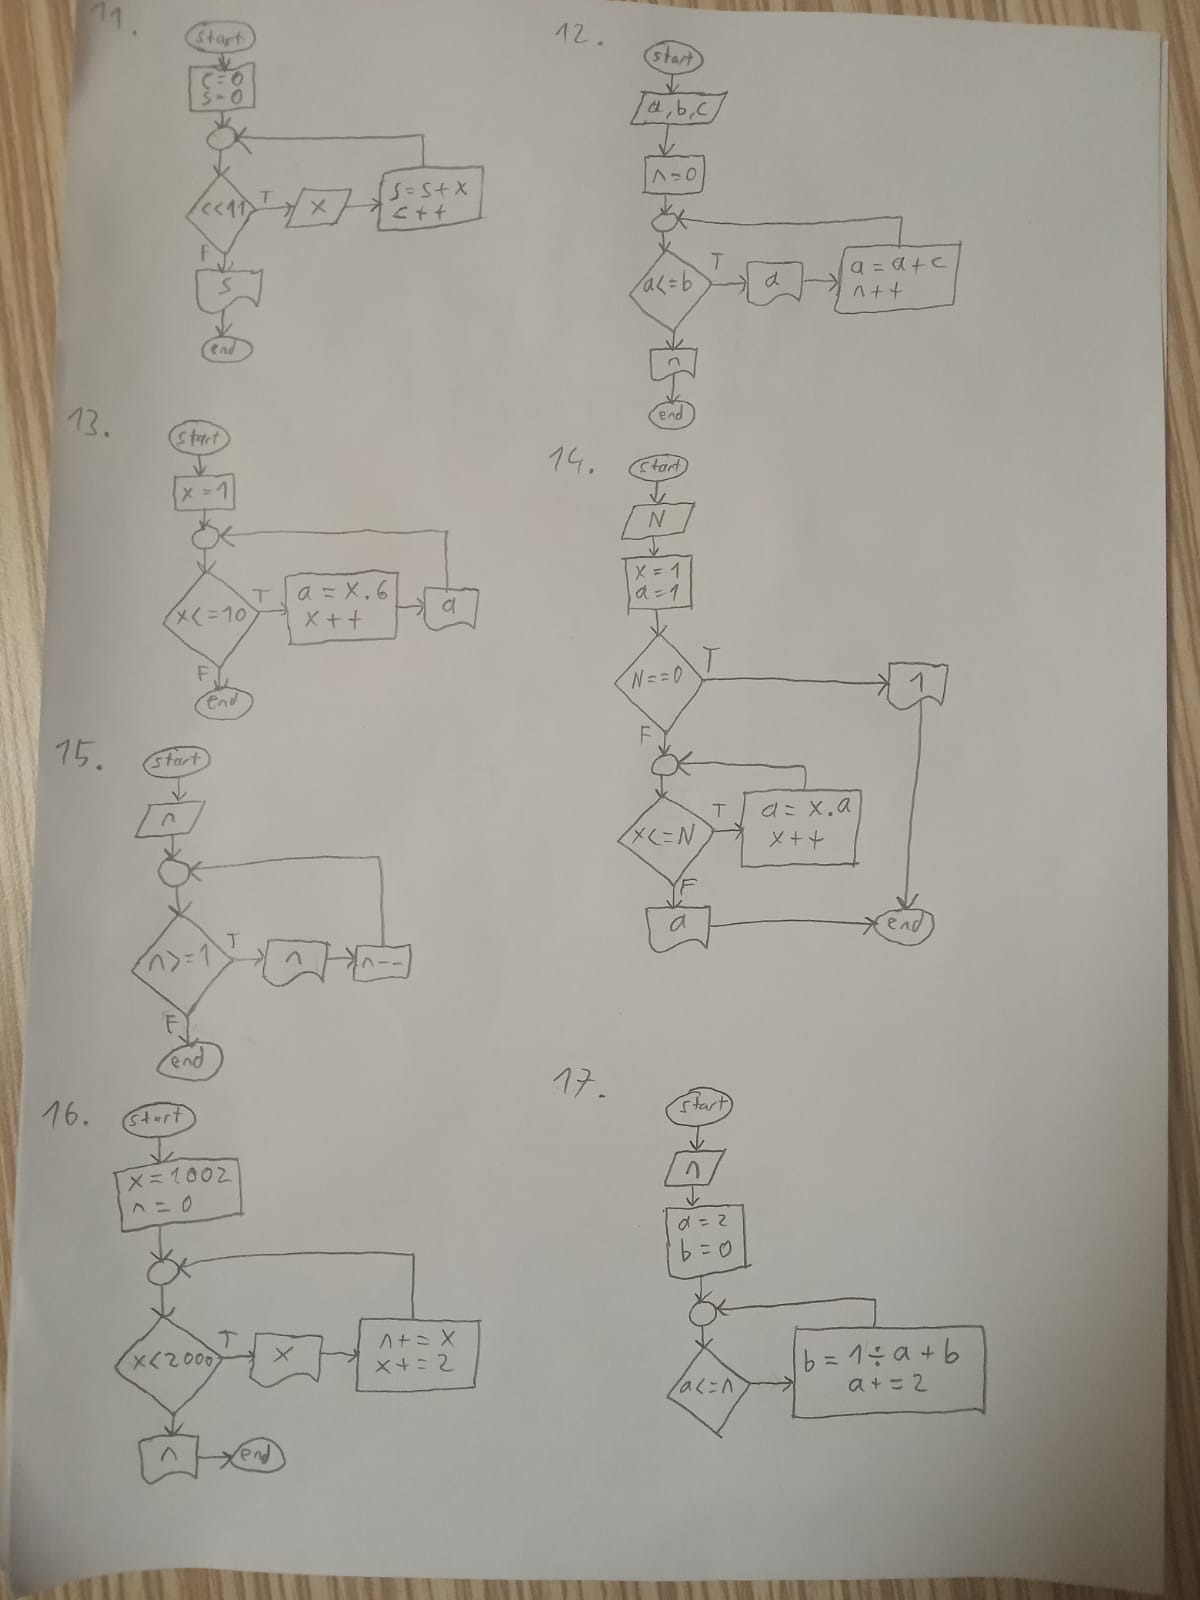 11.
start
c=0
s=0
c<11
T
x
s=s+x
c++
F
s
end
12.
start
a,b,c
n=0
a<=b
T
a
a=a+c
n++
n
end
13.
start
x=1
x<=10
T
a=x.6
x++
a
F
end
14.
start
N
x=1
a=1
N==0
T
1
F
x<=N
T
a=x.a
x++
F
a
end
15.
start
n
n>=1
T
n
n--
F
end
16.
start
x=1002
n=0
x<2000
T
x
n+=x
x+=2
n
end
17.
start
n
a=2
b=0
a<=n
b=1÷a+b
a+=2